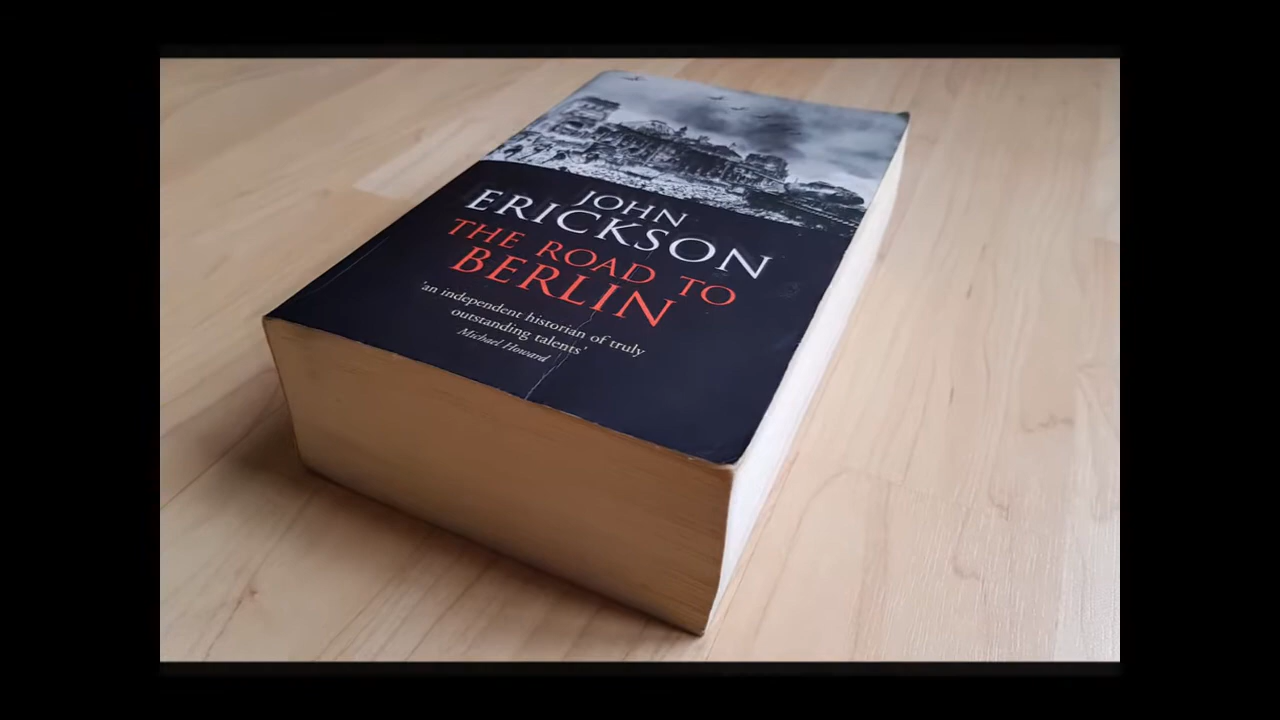 JOHN
ERICKSON
THE ROAD TO
BERLIN
'an independent historian of truly
outstanding talents'
Michael Howard